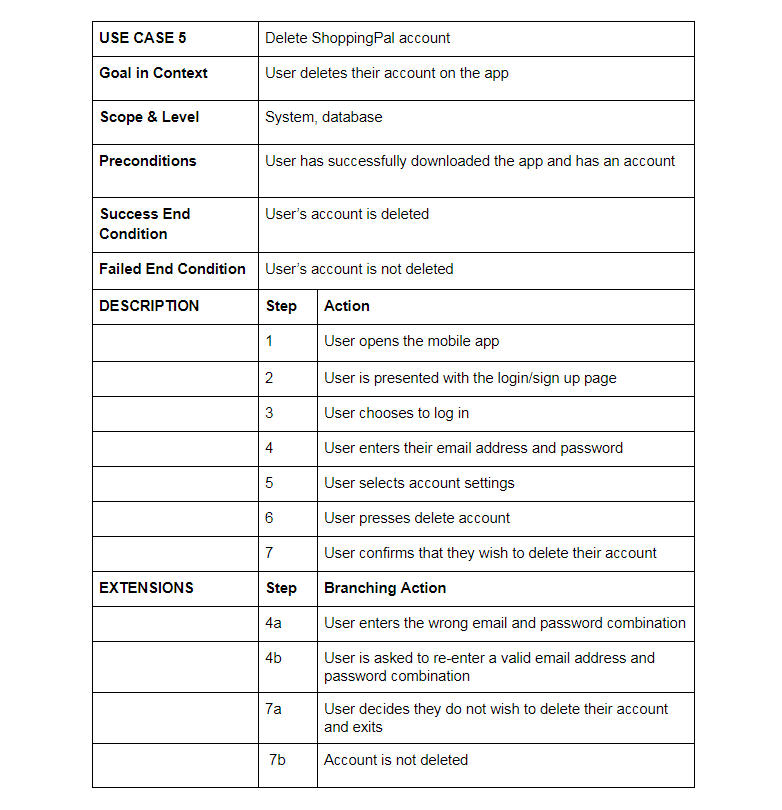 USE CASE 5 Delete ShoppingPal account
Goal in Context User deletes their account on the app
Scope & Level System, database
Preconditions User has successfully downloaded the app and has an account
Success End Condition User’s account is deleted
Failed End Condition User’s account is not deleted
DESCRIPTION Step Action
1 User opens the mobile app
2 User is presented with the login/sign up page
3 User chooses to log in
4 User enters their email address and password
5 User selects account settings
6 User presses delete account
7 User confirms that they wish to delete their account
EXTENSIONS Step Branching Action
4a User enters the wrong email and password combination
4b User is asked to re-enter a valid email address and
password combination
7a User decides they do not wish to delete their account
and exits
7b Account is not deleted